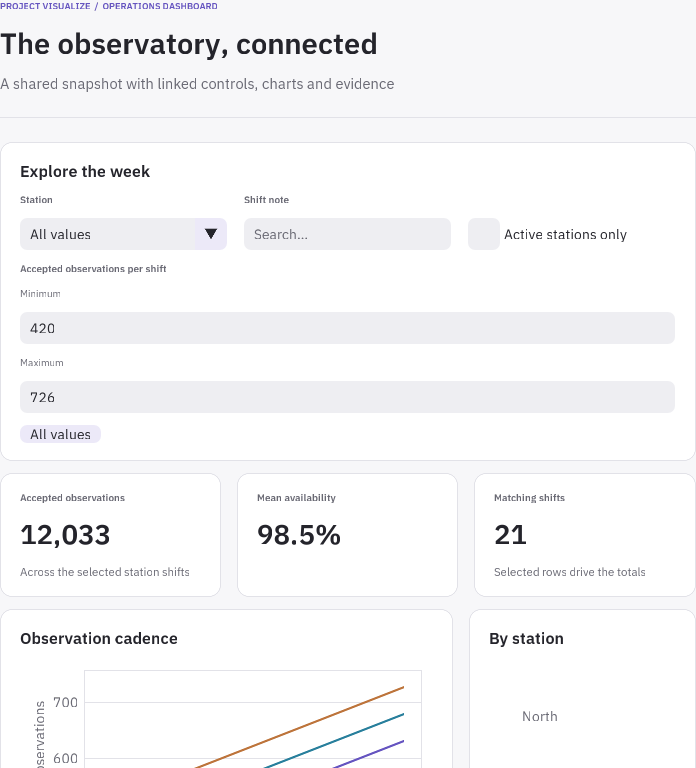 PROJECT VISUALIZE / OPERATIONS DASHBOARD
The observatory, connected
A shared snapshot with linked controls, charts and evidence
Explore the week
Station
Shift note
All values
Search...
Active stations only
Accepted observations per shift
Minimum
420
Maximum
726
All values
Accepted observations
12,033
Across the selected station shifts
Mean availability
98.5%
Matching shifts
21
Selected rows drive the totals
Observation cadence
700
600
By station
North